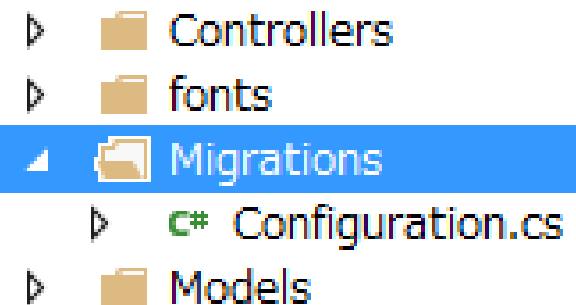 Controllers
fonts
Migrations
C# Configuration.cs
Models